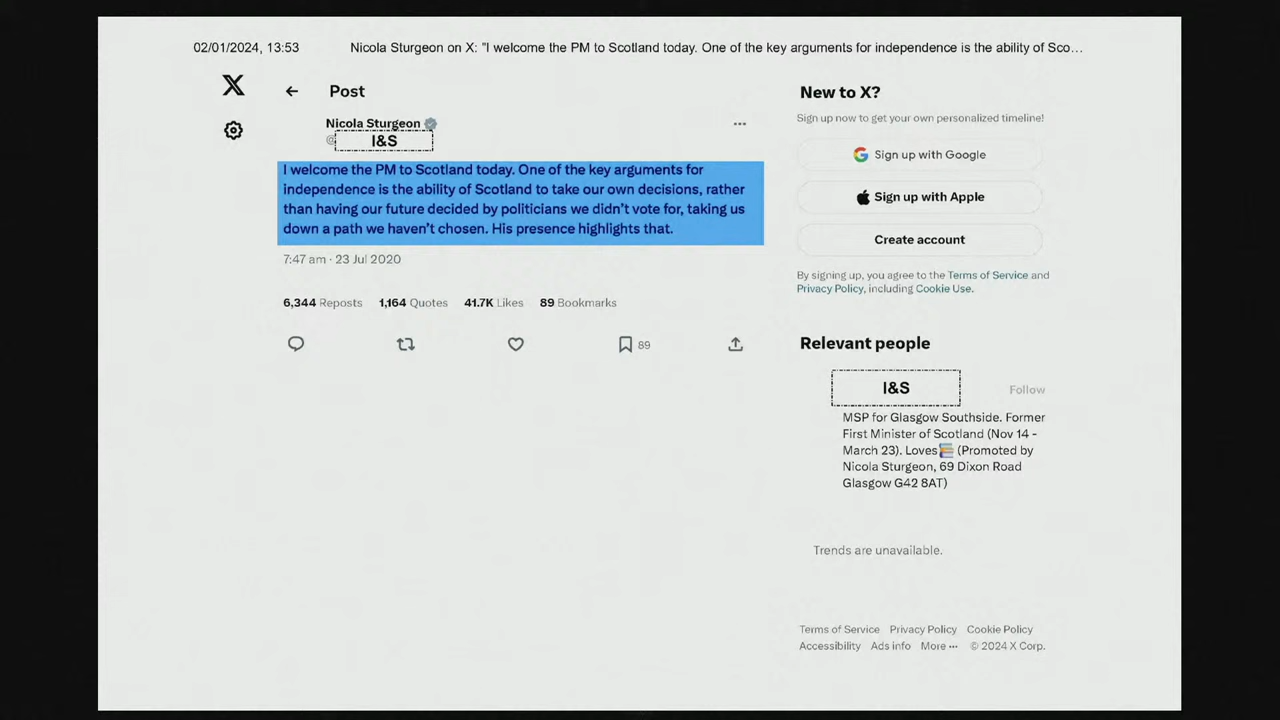 02/01/2024, 13:53
Nicola Sturgeon on X: "I welcome the PM to Scotland today. One of the key arguments for independence is the ability of Sco…
X
Post
Nicola Sturgeon
@
I&S
I welcome the PM to Scotland today. One of the key arguments for
independence is the ability of Scotland to take our own decisions, rather
than having our future decided by politicians we didn't vote for, taking us
down a path we haven't chosen. His presence highlights that.
7:47 am · 23 Jul 2020
6,344 Reposts 1,164 Quotes 41.7K Likes 89 Bookmarks
89
New to X?
Sign up now to get your own personalized timeline!
Sign up with Google
Sign up with Apple
Create account
By signing up, you agree to the Terms of Service and
Privacy Policy, including Cookie Use.
Relevant people
I&S
Follow
MSP for Glasgow Southside. Former
First Minister of Scotland (Nov 14 -
March 23). Loves📚 (Promoted by
Nicola Sturgeon, 69 Dixon Road
Glasgow G42 8AT)
Trends are unavailable.
Terms of Service Privacy Policy Cookie Policy
Accessibility Ads info More ··· © 2024 X Corp.